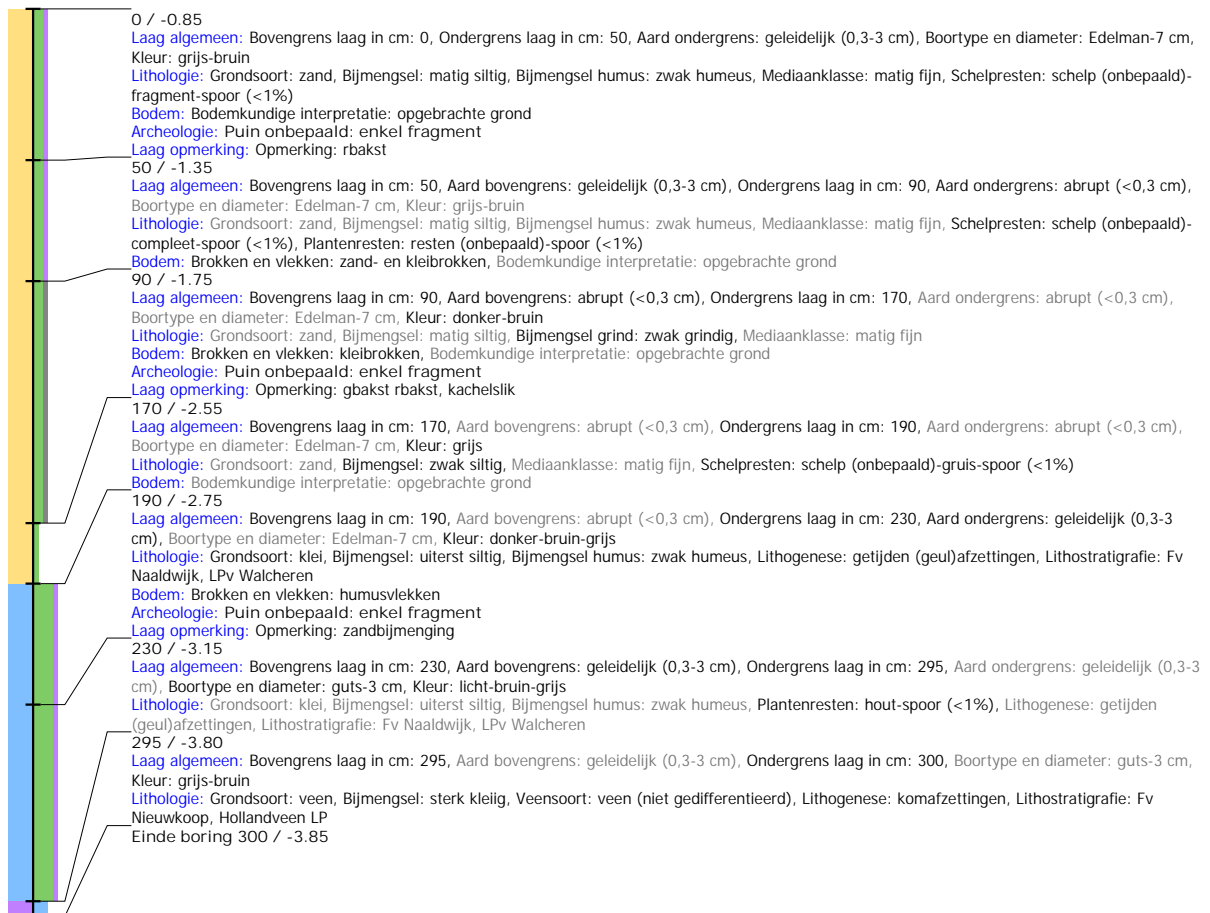 0 / -0.85
Laag algemeen: Bovengrens laag in cm: 0, Ondergrens laag in cm: 50, Aard ondergrens: geleidelijk (0,3-3 cm), Boortype en diameter: Edelman-7 cm,
Kleur: grijs-bruin
Lithologie: Grondsoort: zand, Bijmengsel: matig siltig, Bijmengsel humus: zwak humeus, Mediaanklasse: matig fijn, Schelpresten: schelp (onbepaald)-
fragment-spoor (<1%)
Bodem: Bodemkundige interpretatie: opgebrachte grond
Archeologie: Puin onbepaald: enkel fragment
Laag opmerking: Opmerking: rbakst
50 / -1.35
Laag algemeen: Bovengrens laag in cm: 50, Aard bovengrens: geleidelijk (0,3-3 cm), Ondergrens laag in cm: 90, Aard ondergrens: abrupt (<0,3 cm),
Boortype en diameter: Edelman-7 cm, Kleur: grijs-bruin
Lithologie: Grondsoort: zand, Bijmengsel: matig siltig, Bijmengsel humus: zwak humeus, Mediaanklasse: matig fijn, Schelpresten: schelp (onbepaald)-
compleet-spoor (<1%), Plantenresten: resten (onbepaald)-spoor (<1%)
Bodem: Brokken en vlekken: zand- en kleibrokken, Bodemkundige interpretatie: opgebrachte grond
90 / -1.75
Laag algemeen: Bovengrens laag in cm: 90, Aard bovengrens: abrupt (<0,3 cm), Ondergrens laag in cm: 170, Aard ondergrens: abrupt (<0,3 cm),
Boortype en diameter: Edelman-7 cm, Kleur: donker-bruin
Lithologie: Grondsoort: zand, Bijmengsel: matig siltig, Bijmengsel grind: zwak grindig, Mediaanklasse: matig fijn
Bodem: Brokken en vlekken: kleibrokken, Bodemkundige interpretatie: opgebrachte grond
Archeologie: Puin onbepaald: enkel fragment
Laag opmerking: Opmerking: gbakst rbakst, kachelslik
170 / -2.55
Laag algemeen: Bovengrens laag in cm: 170, Aard bovengrens: abrupt (<0,3 cm), Ondergrens laag in cm: 190, Aard ondergrens: abrupt (<0,3 cm),
Boortype en diameter: Edelman-7 cm, Kleur: grijs
Lithologie: Grondsoort: zand, Bijmengsel: zwak siltig, Mediaanklasse: matig fijn, Schelpresten: schelp (onbepaald)-gruis-spoor (<1%)
Bodem: Bodemkundige interpretatie: opgebrachte grond
190 / -2.75
Laag algemeen: Bovengrens laag in cm: 190, Aard bovengrens: abrupt (<0,3 cm), Ondergrens laag in cm: 230, Aard ondergrens: geleidelijk (0,3-3
cm), Boortype en diameter: Edelman-7 cm, Kleur: donker-bruin-grijs
Lithologie: Grondsoort: klei, Bijmengsel: uiterst siltig, Bijmengsel humus: zwak humeus, Lithogenese: getijden (geul)afzettingen, Lithostratigrafie: Fv
Naaldwijk, LPv Walcheren
Bodem: Brokken en vlekken: humusvlekken
Archeologie: Puin onbepaald: enkel fragment
Laag opmerking: Opmerking: zandbijmenging
230 / -3.15
Laag algemeen: Bovengrens laag in cm: 230, Aard bovengrens: geleidelijk (0,3-3 cm), Ondergrens laag in cm: 295, Aard ondergrens: geleidelijk (0,3-3
cm), Boortype en diameter: guts-3 cm, Kleur: licht-bruin-grijs
Lithologie: Grondsoort: klei, Bijmengsel: uiterst siltig, Bijmengsel humus: zwak humeus, Plantenresten: hout-spoor (<1%), Lithogenese: getijden
(geul)afzettingen, Lithostratigrafie: Fv Naaldwijk, LPv Walcheren
295 / -3.80
Laag algemeen: Bovengrens laag in cm: 295, Aard bovengrens: geleidelijk (0,3-3 cm), Ondergrens laag in cm: 300, Boortype en diameter: guts-3 cm,
Kleur: grijs-bruin
Lithologie: Grondsoort: veen, Bijmengsel: sterk kleiig, Veensoort: veen (niet gedifferentieerd), Lithogenese: komafzettingen, Lithostratigrafie: Fv
Nieuwkoop, Hollandveen LP
Einde boring 300 / -3.85